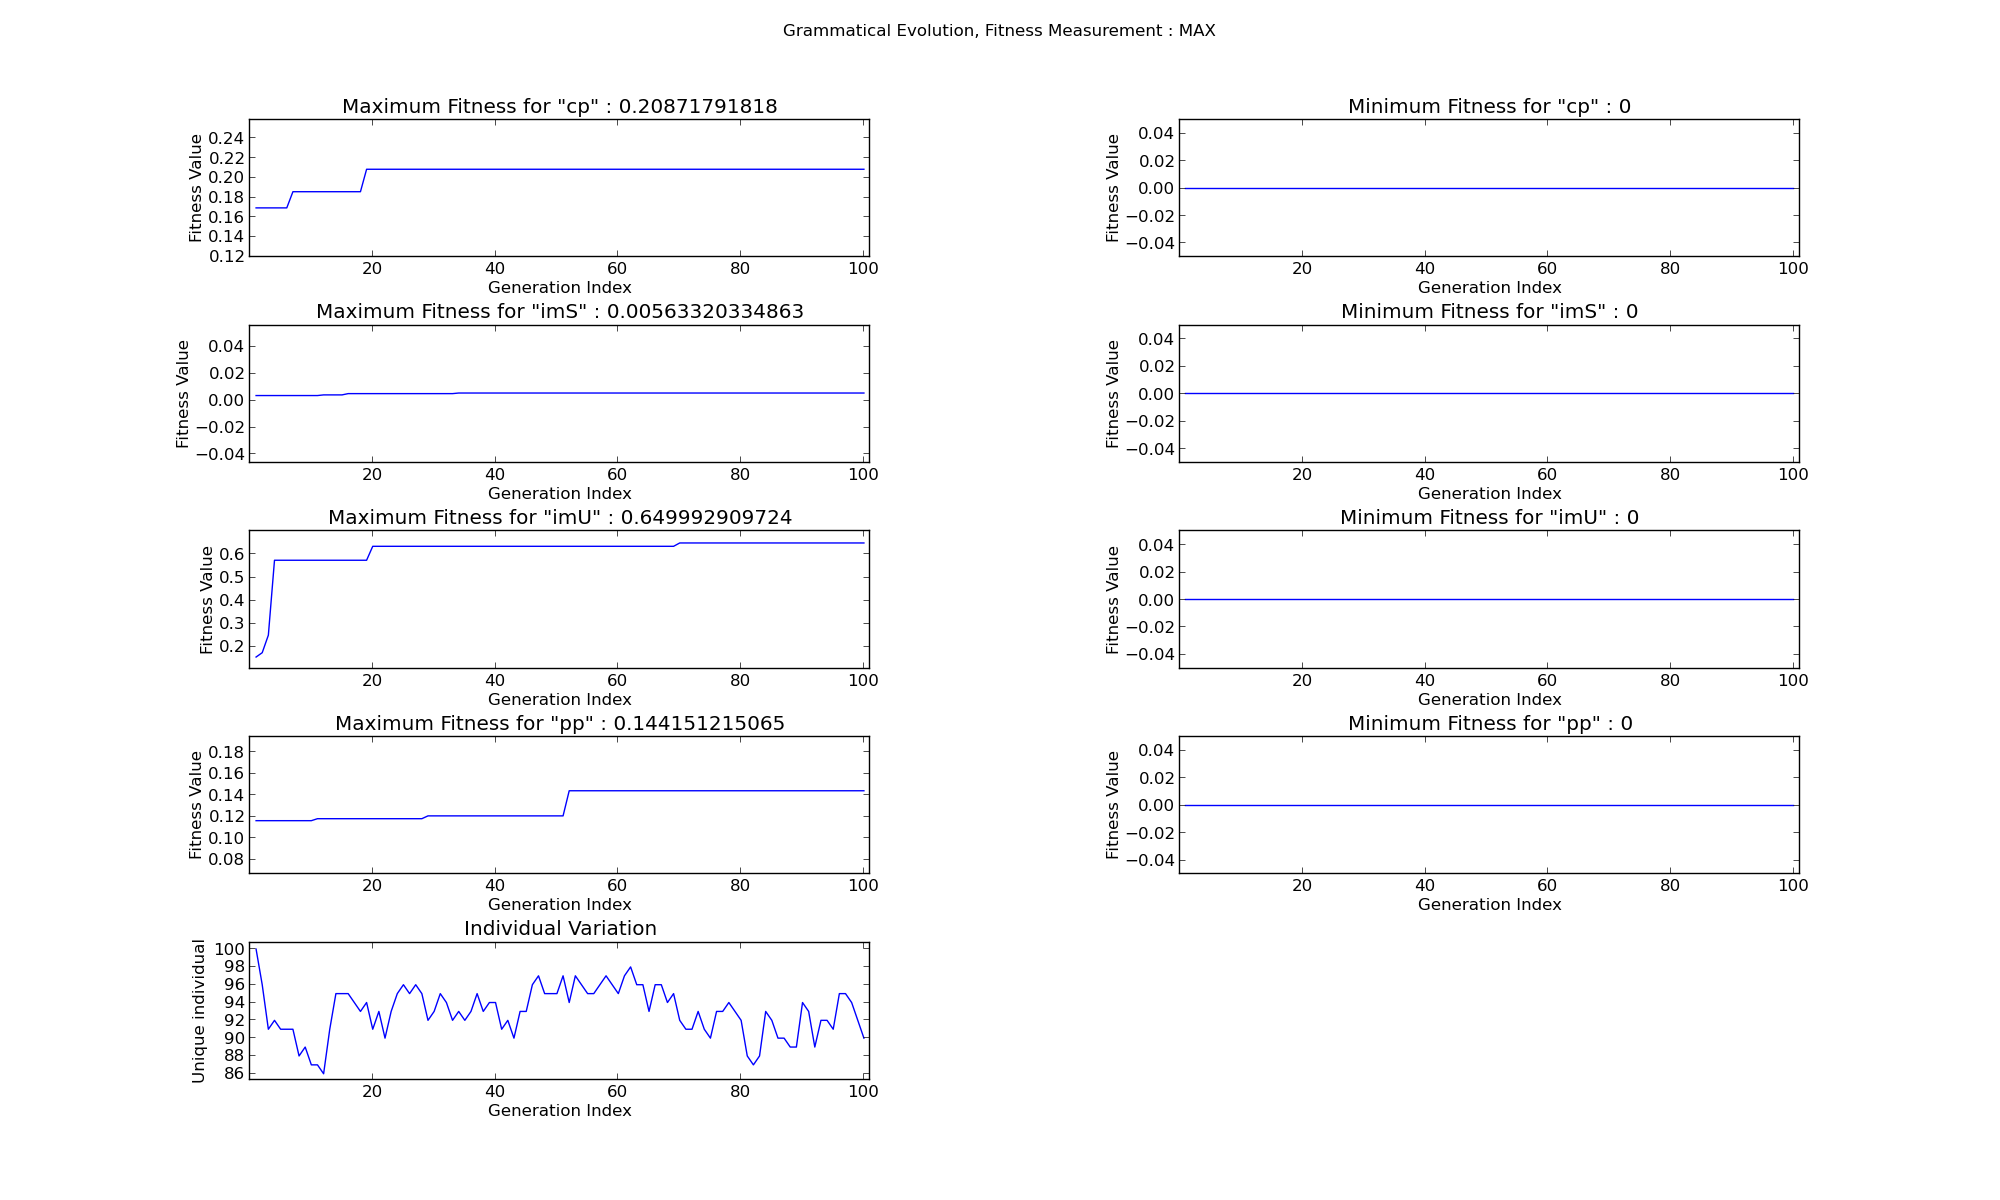 Grammatical Evolution, Fitness Measurement : MAX
Maximum Fitness for "cp" : 0.20871791818
Fitness Value
0.24
0.22
0.20
0.18
0.16
0.14
0.12
20 40 60 80 100
Generation Index
Minimum Fitness for "cp" : 0
Fitness Value
0.04
0.02
0.00
−0.02
−0.04
20 40 60 80 100
Generation Index
Maximum Fitness for "imS" : 0.00563320334863
Fitness Value
0.04
0.02
0.00
−0.02
−0.04
20 40 60 80 100
Generation Index
Minimum Fitness for "imS" : 0
Fitness Value
0.04
0.02
0.00
−0.02
−0.04
20 40 60 80 100
Generation Index
Maximum Fitness for "imU" : 0.649992909724
Fitness Value
0.6
0.5
0.4
0.3
0.2
20 40 60 80 100
Generation Index
Minimum Fitness for "imU" : 0
Fitness Value
0.04
0.02
0.00
−0.02
−0.04
20 40 60 80 100
Generation Index
Maximum Fitness for "pp" : 0.144151215065
Fitness Value
0.18
0.16
0.14
0.12
0.10
0.08
20 40 60 80 100
Generation Index
Minimum Fitness for "pp" : 0
Fitness Value
0.04
0.02
0.00
−0.02
−0.04
20 40 60 80 100
Generation Index
Individual Variation
Unique individual
100
98
96
94
92
90
88
86
20 40 60 80 100
Generation Index